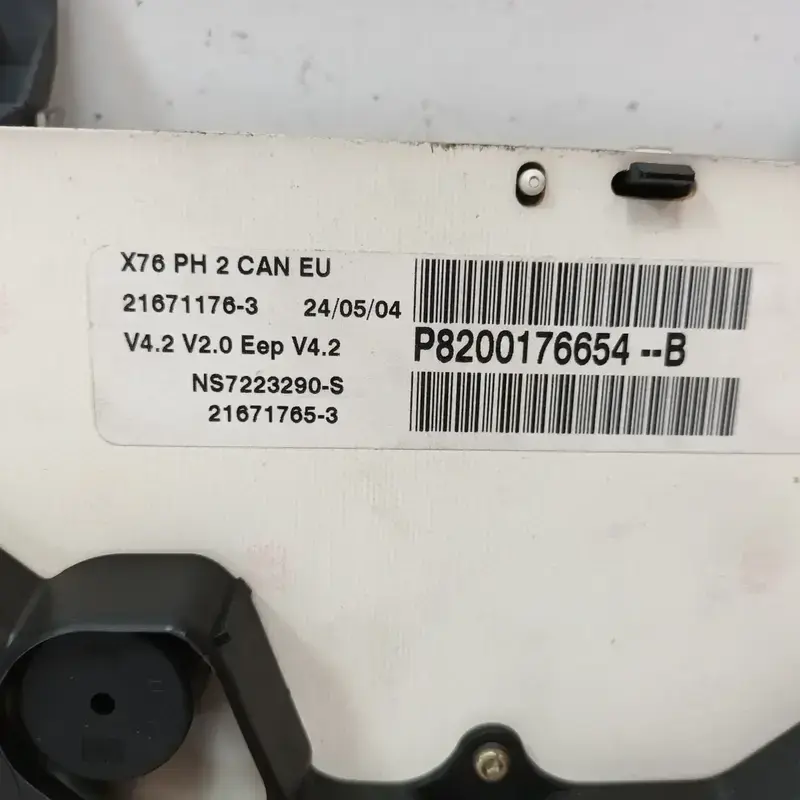 X76 PH 2 CAN EU
21671176-3 24/05/04
V4.2 V2.0 Eep V4.2
P8200176654 --B
NS7223290-S
21671765-3